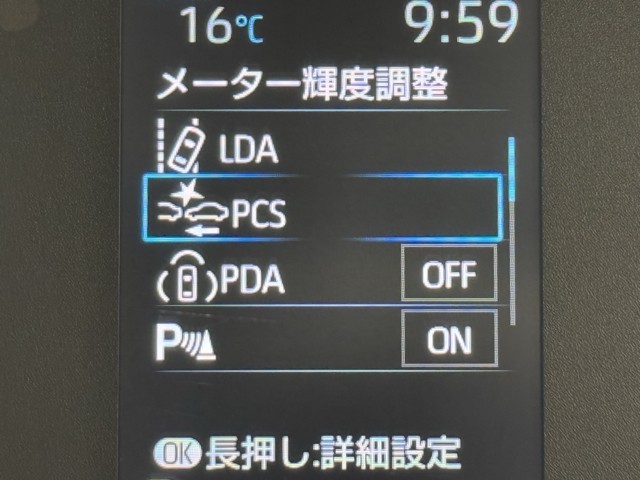 16℃ 9:59
メーター輝度調整
LDA
PCS
PDA OFF
P ON
OK 長押し:詳細設定